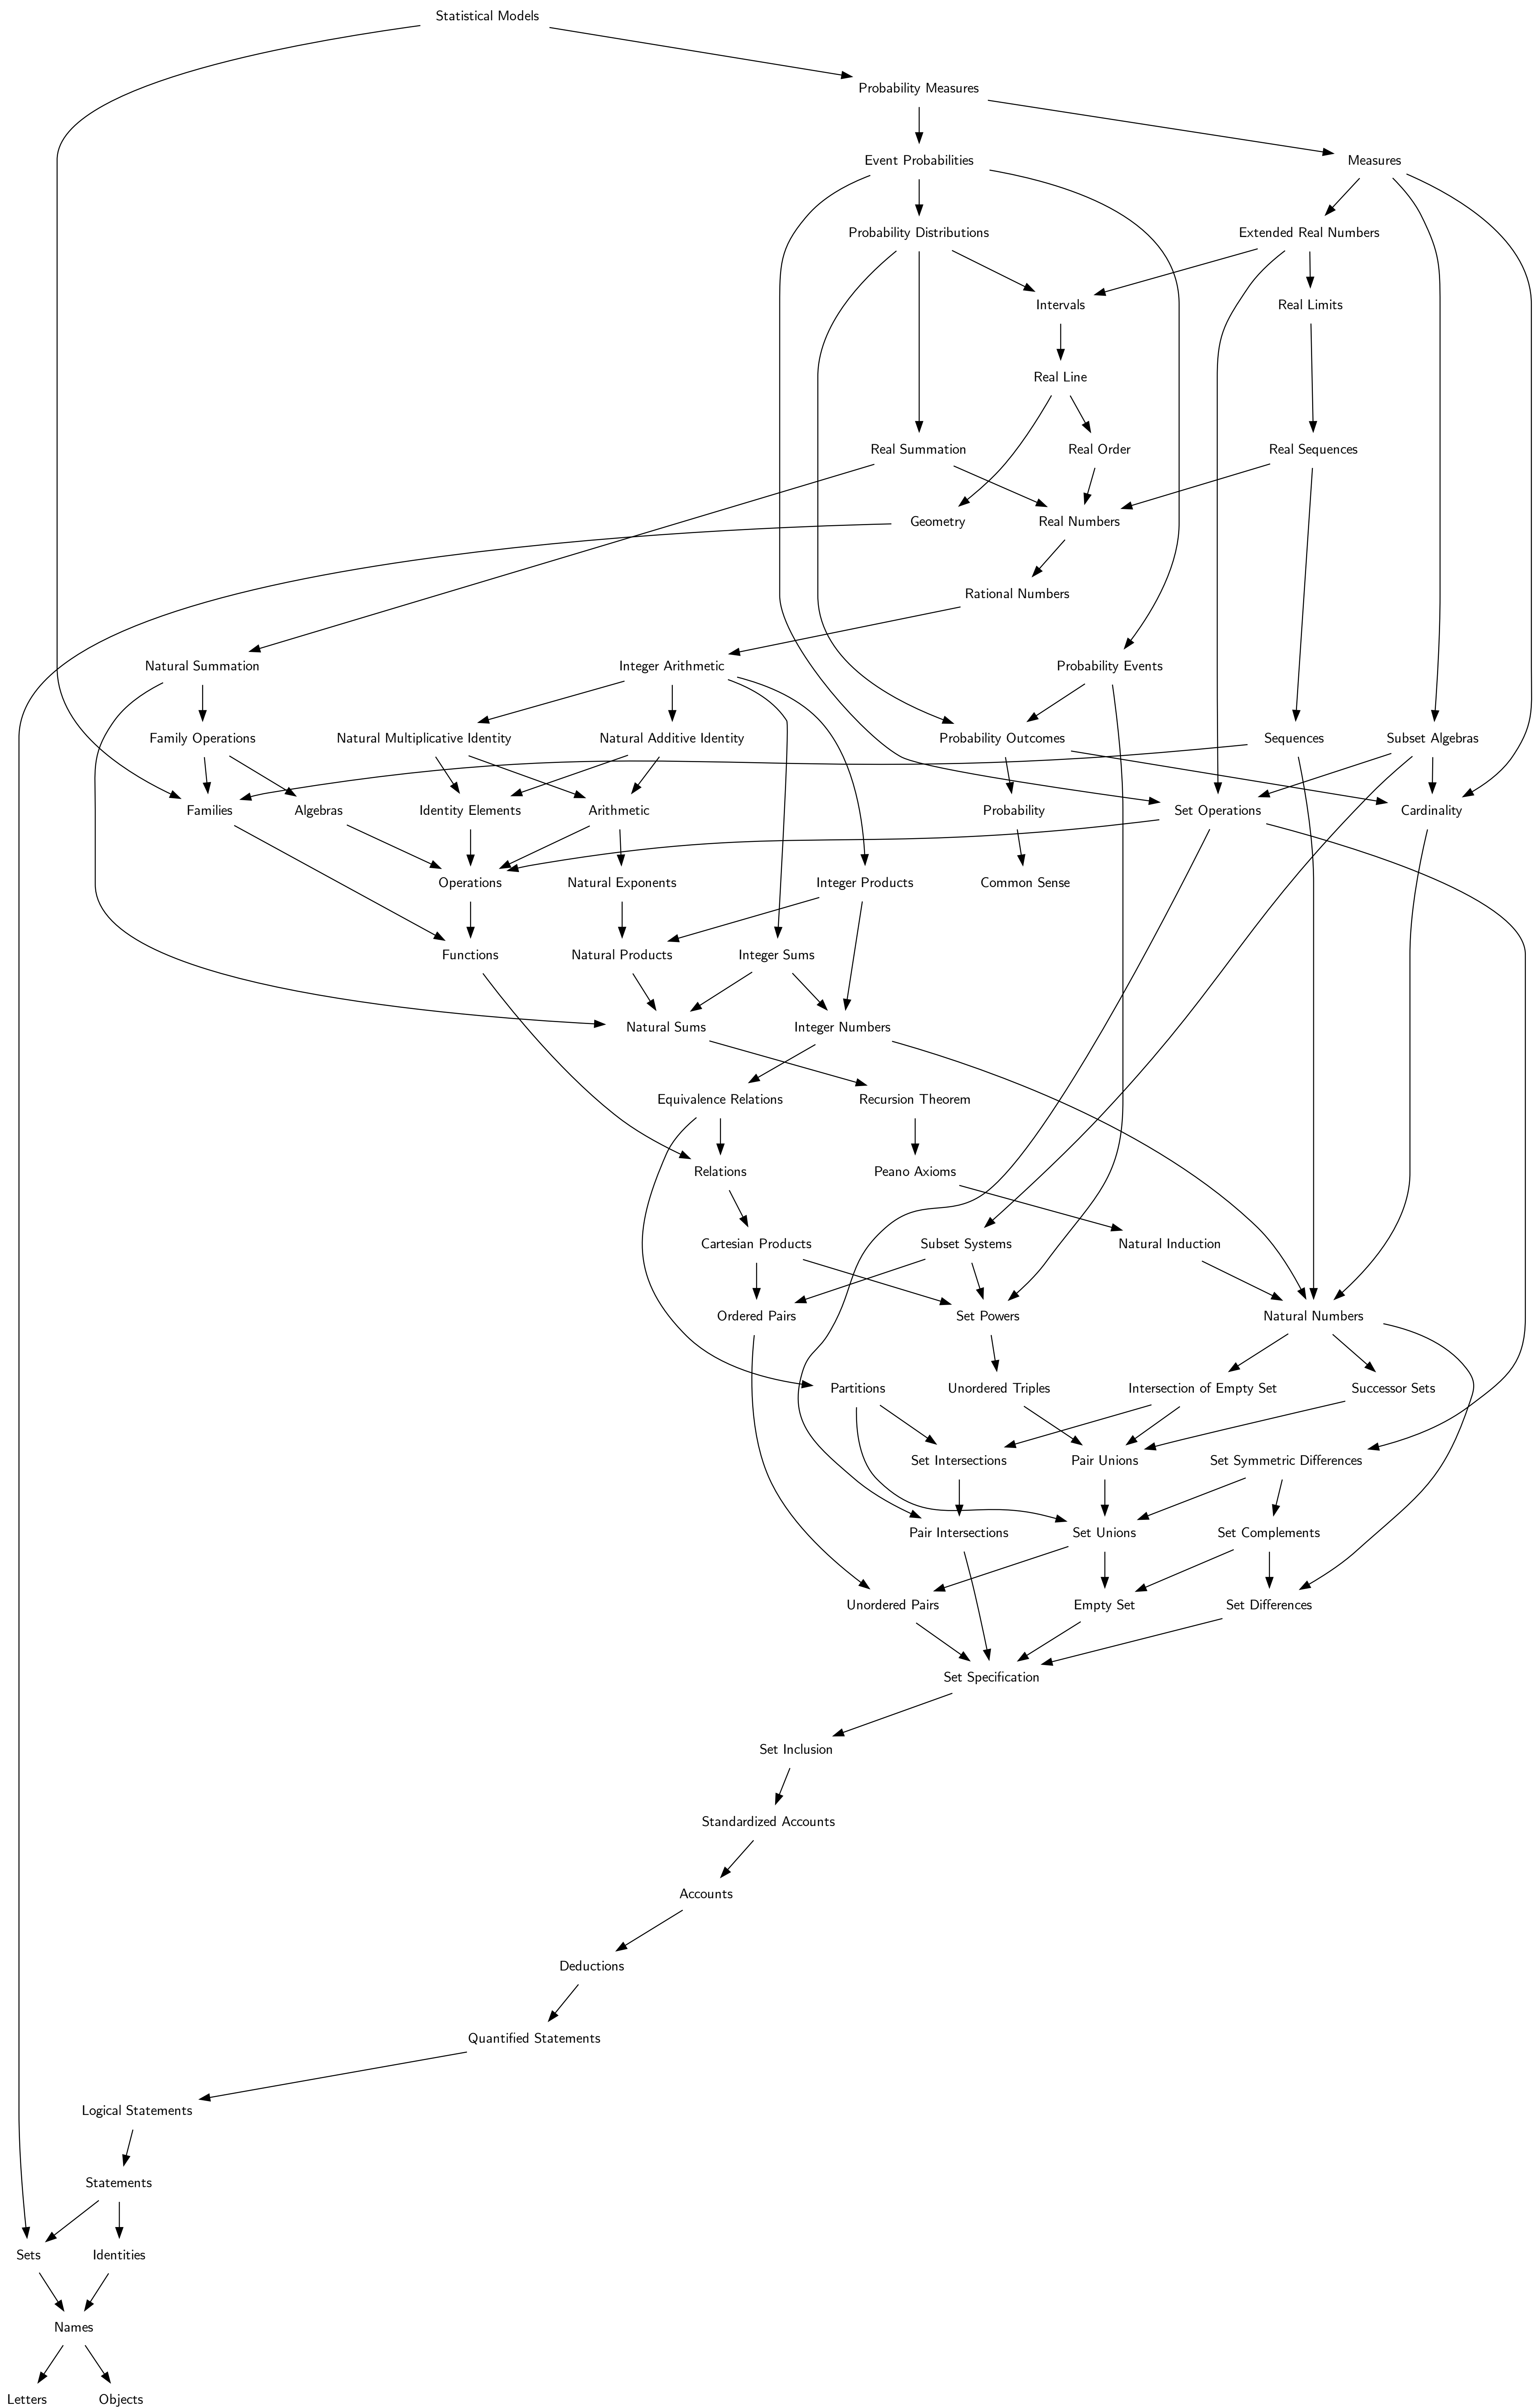 Statistical Models
Probability Measures
Event Probabilities
Measures
Probability Distributions
Extended Real Numbers
Intervals
Real Limits
Real Line
Real Summation
Real Order
Real Sequences
Geometry
Real Numbers
Rational Numbers
Natural Summation
Integer Arithmetic
Probability Events
Family Operations
Natural Multiplicative Identity
Natural Additive Identity
Probability Outcomes
Sequences
Subset Algebras
Families
Algebras
Identity Elements
Arithmetic
Probability
Set Operations
Cardinality
Operations
Natural Exponents
Integer Products
Common Sense
Functions
Natural Products
Integer Sums
Natural Sums
Integer Numbers
Equivalence Relations
Recursion Theorem
Relations
Peano Axioms
Cartesian Products
Subset Systems
Natural Induction
Ordered Pairs
Set Powers
Natural Numbers
Partitions
Unordered Triples
Intersection of Empty Set
Successor Sets
Set Intersections
Pair Unions
Set Symmetric Differences
Pair Intersections
Set Unions
Set Complements
Unordered Pairs
Empty Set
Set Differences
Set Specification
Set Inclusion
Standardized Accounts
Accounts
Deductions
Quantified Statements
Logical Statements
Statements
Sets
Identities
Names
Letters
Objects